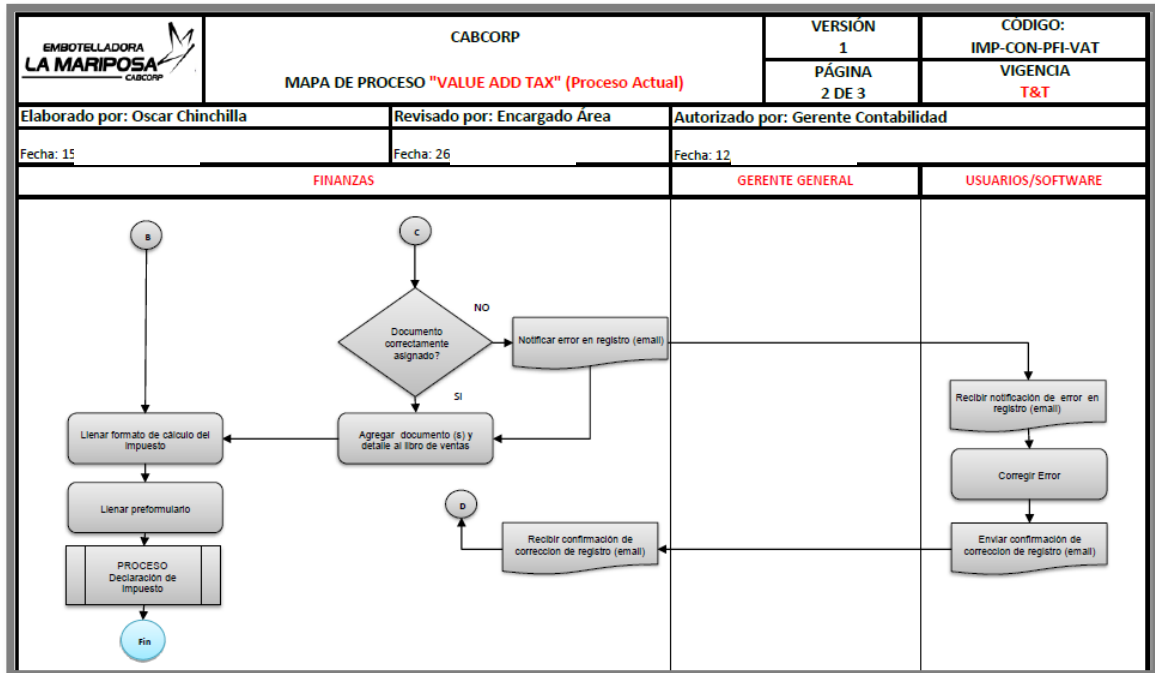 EMBOTELLADORA
LA MARIPOSA
CABCORP
CABCORP
MAPA DE PROCESO "VALUE ADD TAX" (Proceso Actual)
VERSIÓN
1
CÓDIGO:
IMP-CON-PFI-VAT
PÁGINA
2 DE 3
VIGENCIA
T&T
Elaborado por: Oscar Chinchilla
Revisado por: Encargado Área
Autorizado por: Gerente Contabilidad
Fecha: 15
Fecha: 26
Fecha: 12
FINANZAS
GERENTE GENERAL
USUARIOS/SOFTWARE
B
C
NO
Documento
correctamente
asignado?
Notificar error en registro (email)
SI
Recibir notificación de error en
registro (email)
Llenar formato de cálculo del
Impuesto
Agregar documento (s) y
detalle al libro de ventas
Corregir Error
Llenar preformulario
D
Recibir confirmación de
correccion de registro (email)
Enviar confirmación de
correccion de registro (email)
PROCESO
Declaración de
Impuesto
Fin